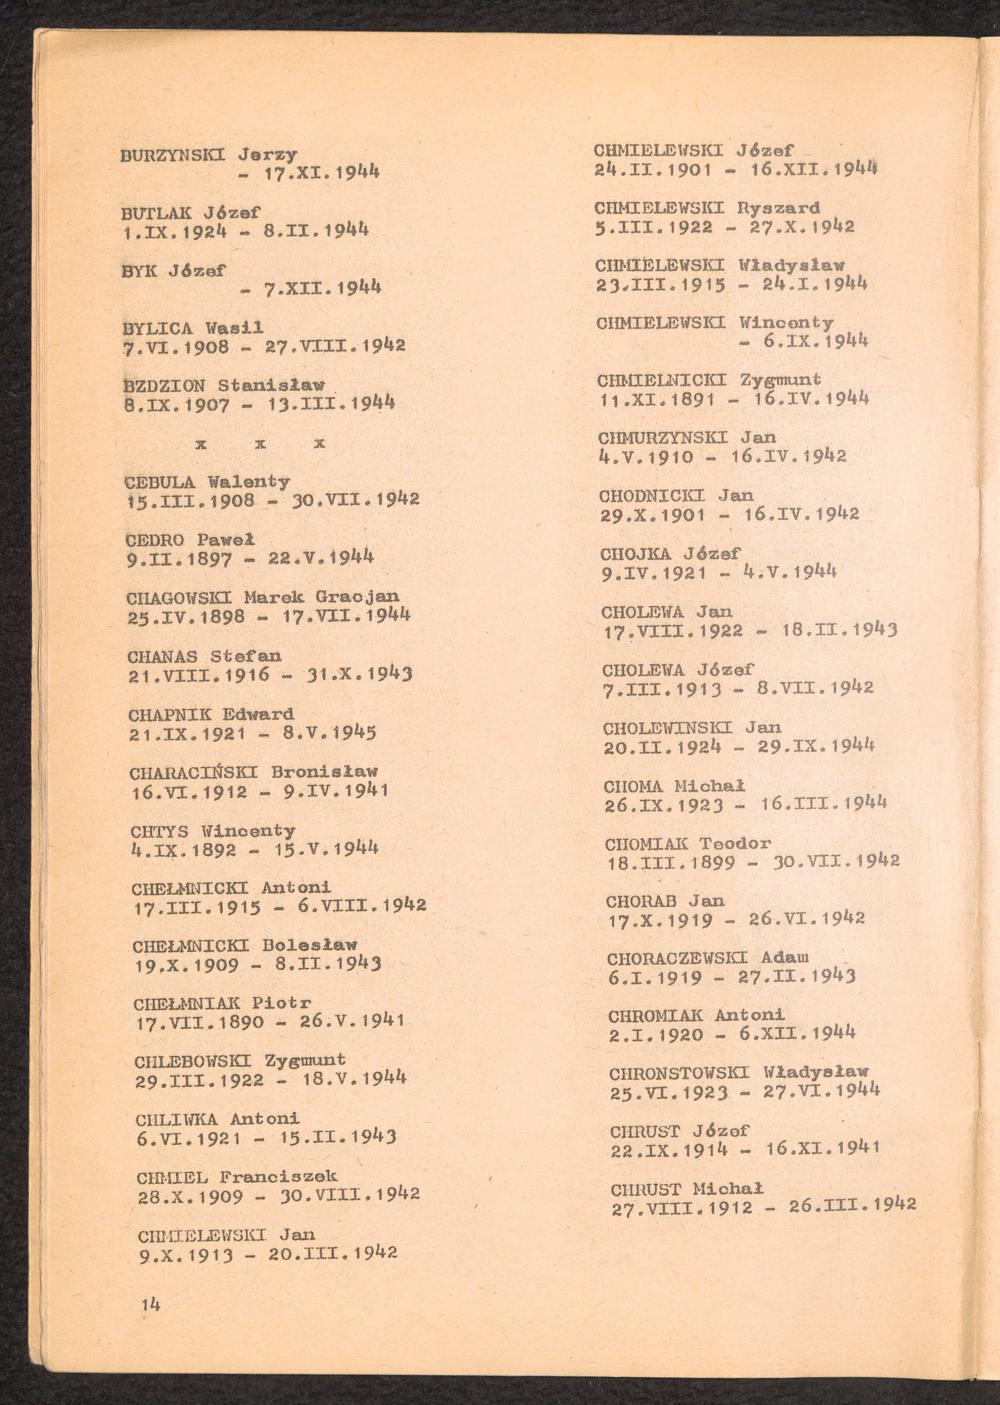 BURZYNSKI Jerzy
- 17.XI.1944
BUTLAK Józef
1.IX.1924 - 8.II.1944
BYK Józef
- 7.XII.1944
BYLICA Wasil
7.VI.1908 - 27.VIII.1942
BZDZION Stanisław
8.IX.1907 - 13.III.1944
x x x
CEBULA Walenty
15.III.1908 - 30.VII.1942
CEDRO Paweł
9.II.1897 - 22.V.1944
CHAGOWSKI Marek Gracjan
25.IV.1898 - 17.VII.1944
CHANAS Stefan
21.VIII.1916 - 31.X.1943
CHAPNIK Edward
21.IX.1921 - 8.V.1945
CHARACIŃSKI Bronisław
16.VI.1912 - 9.IV.1941
CHTYS Wincenty
4.IX.1892 - 15.V.1944
CHEŁMNICKI Antoni
17.III.1915 - 6.VIII.1942
CHEŁMNICKI Bolesław
19.X.1909 - 8.II.1943
CHEŁMNIAK Piotr
17.VII.1890 - 26.V.1941
CHLEBOWSKI Zygmunt
29.III.1922 - 18.V.1944
CHLIWKA Antoni
6.VI.1921 - 15.II.1943
CHMIEL Franciszek
28.X.1909 - 30.VIII.1942
CHMIELEWSKI Jan
9.X.1913 - 20.III.1942
14
CHMIELEWSKI Józef
24.II.1901 - 16.XII.1944
CHMIELEWSKI Ryszard
5.III.1922 - 27.X.1942
CHMIELEWSKI Władysław
23.III.1915 - 24.I.1944
CHMIELEWSKI Wincenty
- 6.IX.1944
CHMIELNICKI Zygmunt
11.XI.1891 - 16.IV.1944
CHMURZYNSKI Jan
4.V.1910 - 16.IV.1942
CHODNICKI Jan
29.X.1901 - 16.IV.1942
CHOJKA Józef
9.IV.1921 - 4.V.1944
CHOLEWA Jan
17.VIII.1922 - 18.II.1943
CHOLEWA Józef
7.III.1913 - 8.VII.1942
CHOLEWINSKI Jan
20.II.1924 - 29.IX.1944
CHOMA Michał
26.IX.1923 - 16.III.1944
CHOMIAK Teodor
18.III.1899 - 30.VII.1942
CHORAB Jan
17.X.1919 - 26.VI.1942
CHORACZEWSKI Adam
6.I.1919 - 27.II.1943
CHROMIAK Antoni
2.I.1920 - 6.XII.1944
CHRONSTOWSKI Władysław
25.VI.1923 - 27.VI.1944
CHRUST Józef
22.IX.1914 - 16.XI.1941
CHRUST Michał
27.VIII.1912 - 26.III.1942